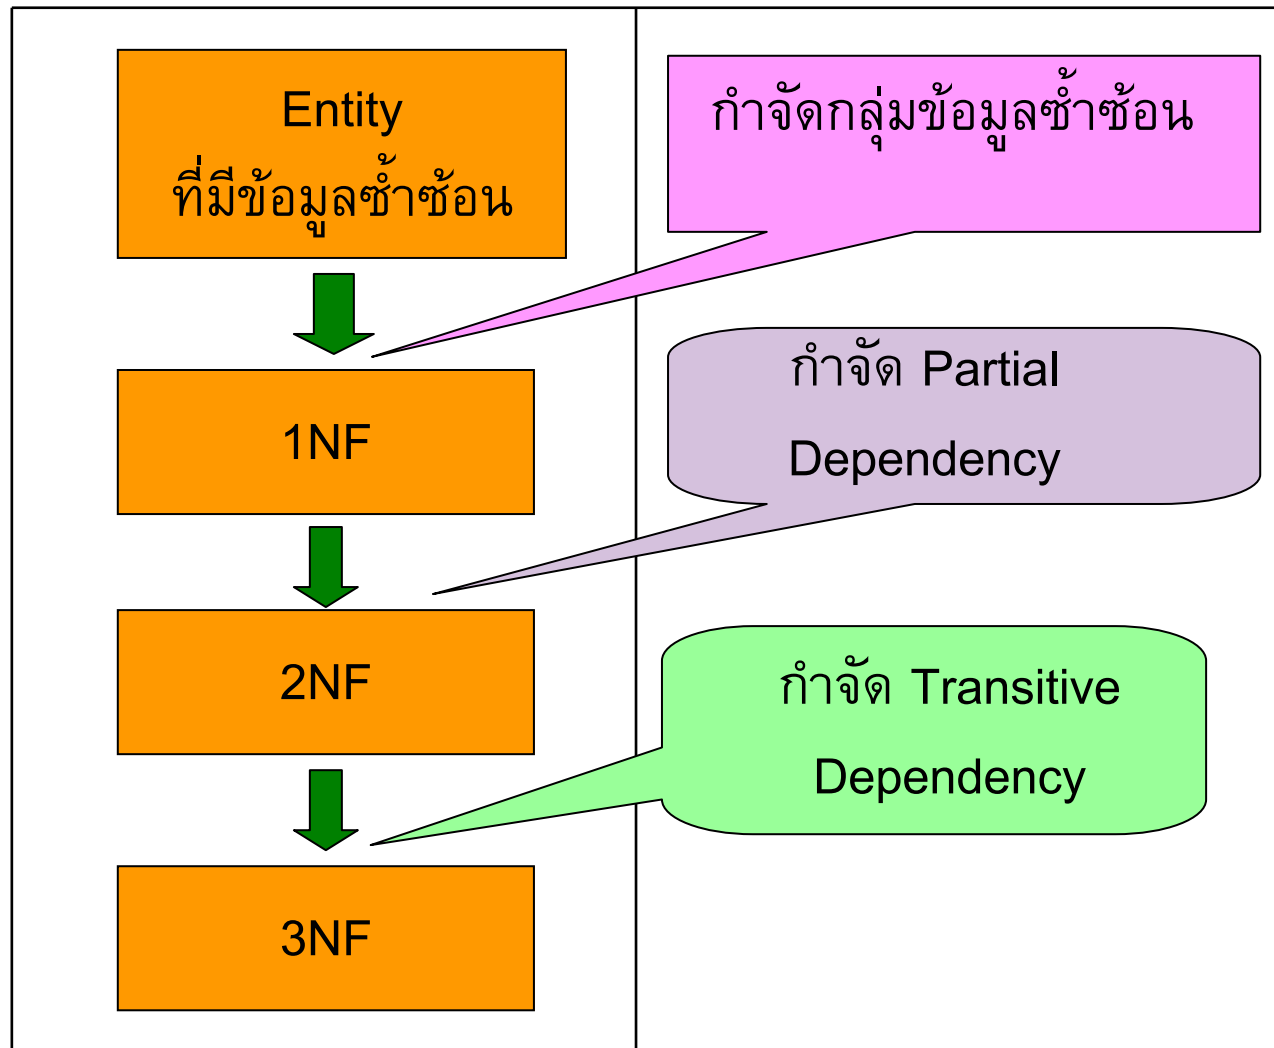 Entity
ที่มีข้อมูลซ้ำซ้อน
กำจัดกลุ่มข้อมูลซ้ำซ้อน
กำจัด Partial
Dependency
1NF
2NF
กำจัด Transitive
Dependency
3NF